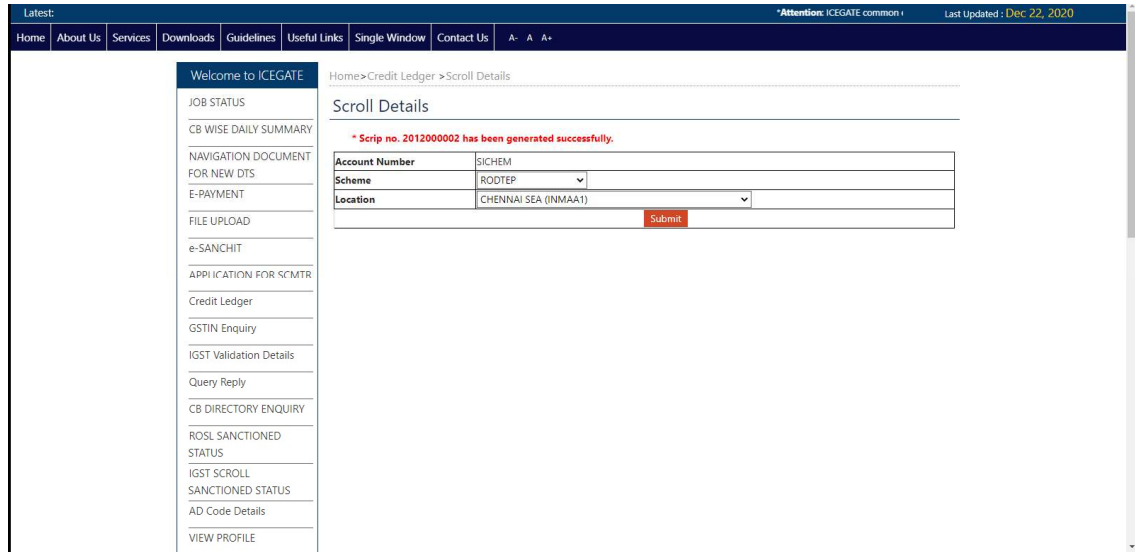 Latest:
*Attention: ICEGATE common
Last Updated : Dec 22, 2020
Home About Us Services Downloads Guidelines Useful Links Single Window Contact Us A- A A+
Welcome to ICEGATE
JOB STATUS
CB WISE DAILY SUMMARY
NAVIGATION DOCUMENT
FOR NEW DTS
E-PAYMENT
FILE UPLOAD
e-SANCHIT
APPLICATION FOR SCMTR
Credit Ledger
GSTIN Enquiry
IGST Validation Details
Query Reply
CB DIRECTORY ENQUIRY
ROSL SANCTIONED
STATUS
IGST SCROLL
SANCTIONED STATUS
AD Code Details
VIEW PROFILE
Home>Credit Ledger >Scroll Details
Scroll Details
* Scrip no. 2012000002 has been generated successfully.
Account Number SICHEM
Scheme RODTEP
Location CHENNAI SEA (INMAA1)
Submit